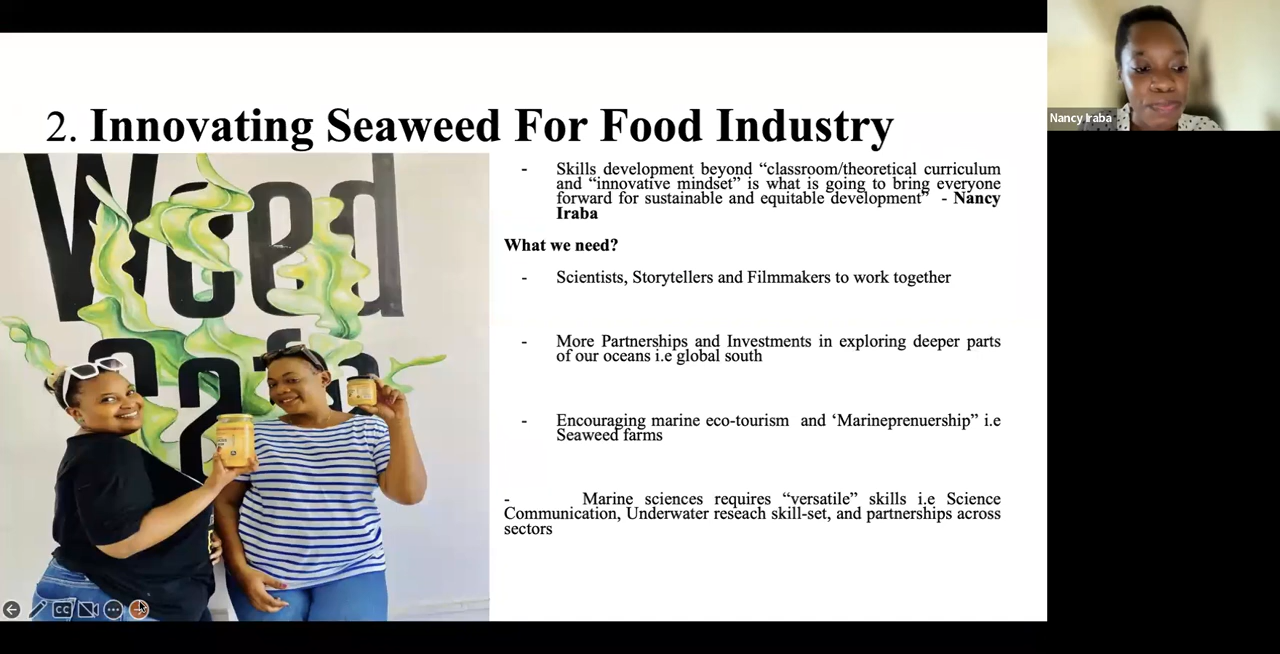 Nancy Iraba
2. Innovating Seaweed For Food Industry
Weed
Cafe
- Skills development beyond “classroom/theoretical curriculum
and “innovative mindset” is what is going to bring everyone
forward for sustainable and equitable development” - Nancy
Iraba
What we need?
- Scientists, Storytellers and Filmmakers to work together
- More Partnerships and Investments in exploring deeper parts
of our oceans i.e global south
- Encouraging marine eco-tourism and ‘Marineprenuership” i.e
Seaweed farms
- Marine sciences requires “versatile” skills i.e Science
Communication, Underwater reseach skill-set, and partnerships across
sectors
CC